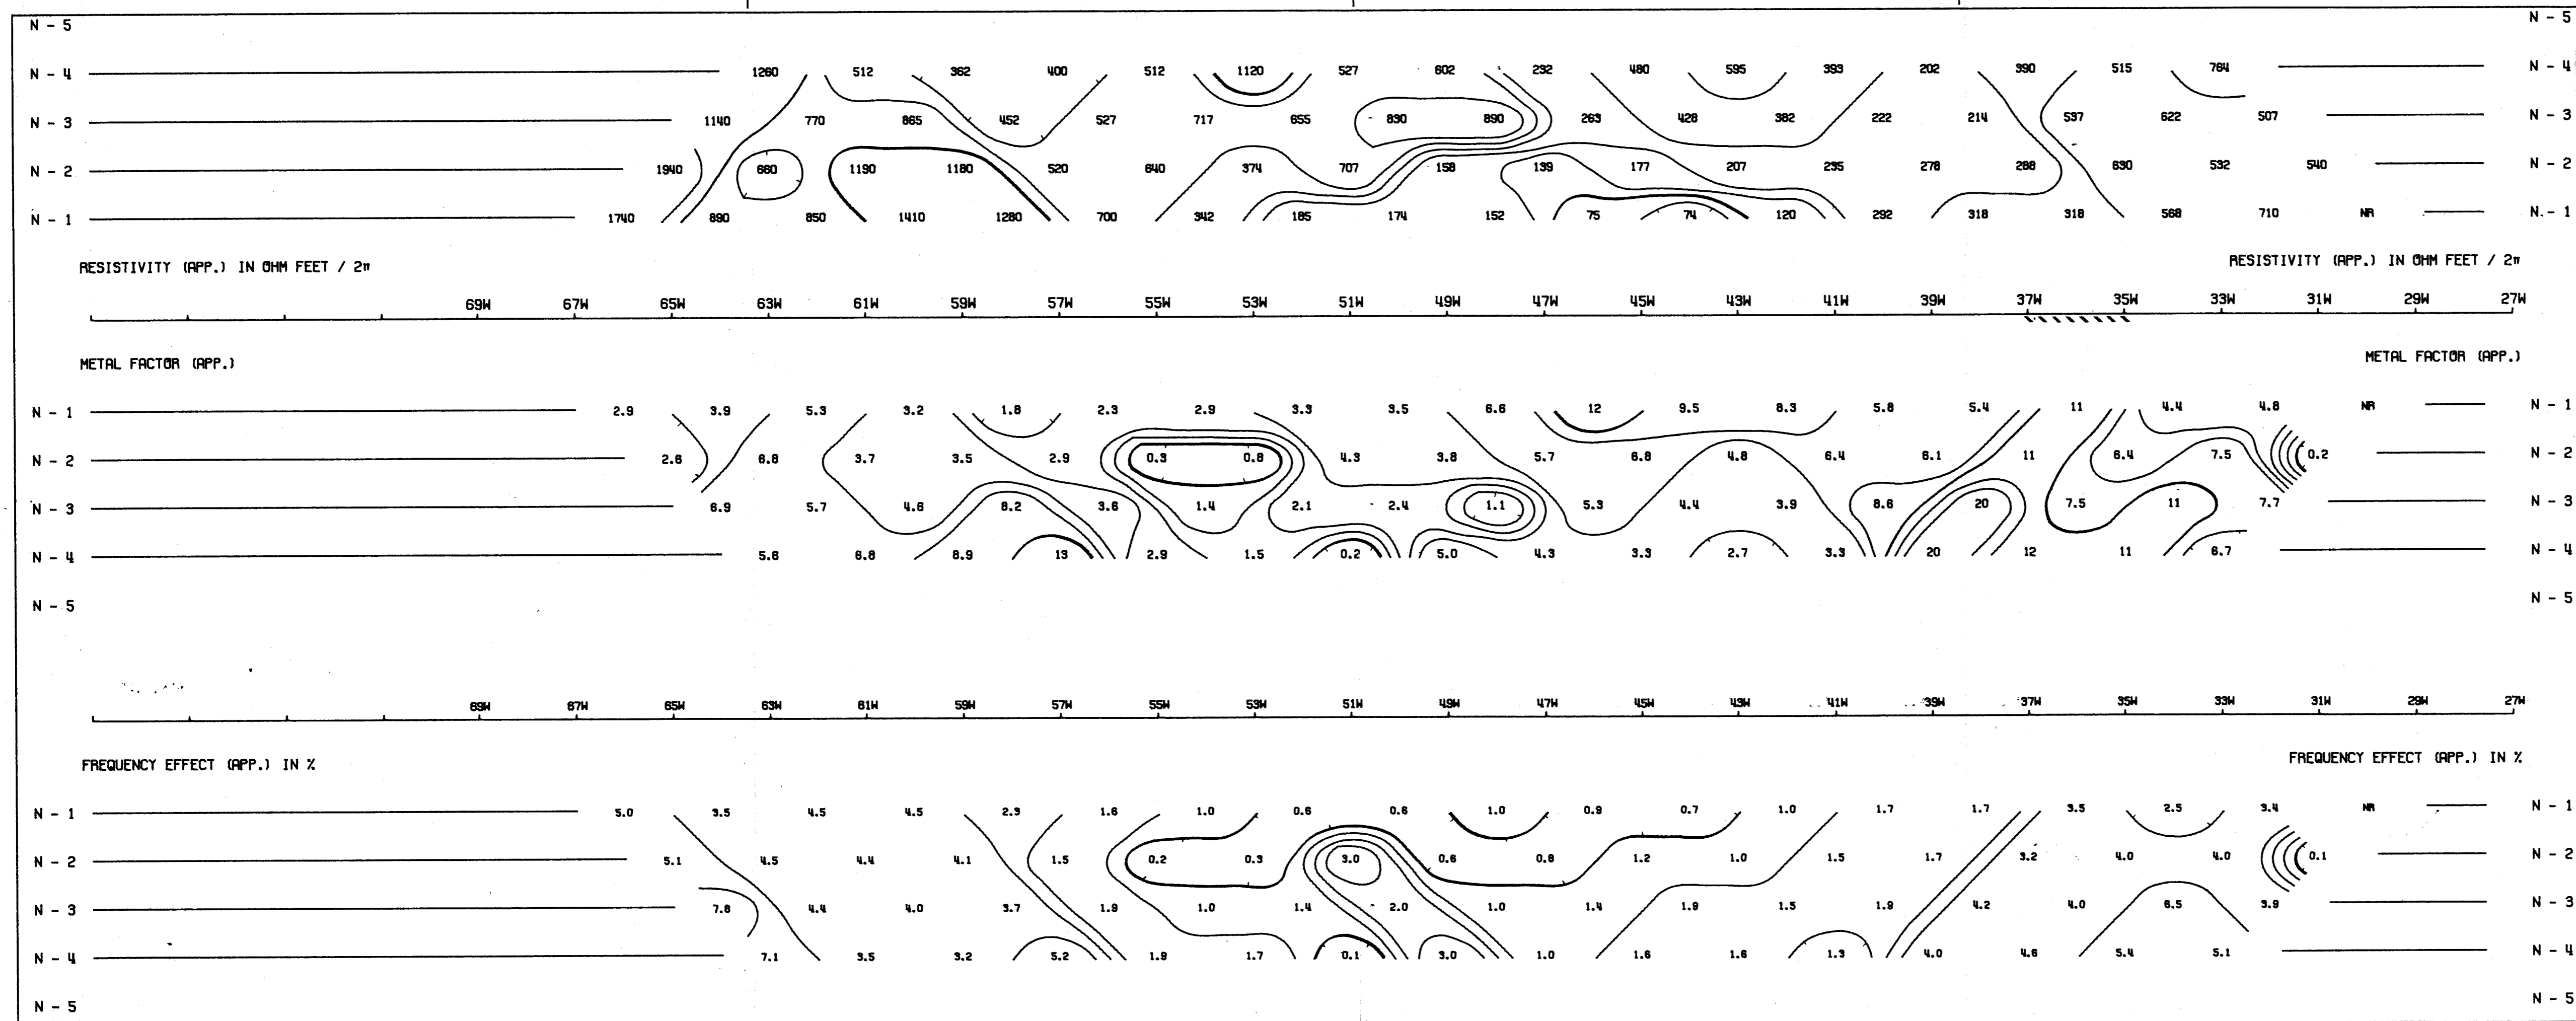 N - 5 N - 5
N - 4 1260 512 362 400 512 1120 527 602 232 480 595 393 202 390 515 764 N - 4
N - 3 1140 770 865 452 527 717 655 830 890 263 428 382 222 214 537 622 507 N - 3
N - 2 1940 660 1190 1180 520 640 374 707 158 139 177 207 235 278 288 630 532 540 N - 2
N - 1 1740 890 850 1410 1280 700 342 185 174 152 75 74 120 292 318 318 568 710 NR N - 1
RESISTIVITY (APP.) IN OHM FEET / 2π RESISTIVITY (APP.) IN OHM FEET / 2π
69W 67W 65W 63W 61W 59W 57W 55W 53W 51W 49W 47W 45W 43W 41W 39W 37W 35W 33W 31W 29W 27W
METAL FACTOR (APP.) METAL FACTOR (APP.)
N - 1 2.9 3.9 5.3 3.2 1.8 2.3 2.9 3.3 3.5 6.6 12 9.5 8.3 5.8 5.4 11 4.4 4.8 NR N - 1
N - 2 2.6 6.8 3.7 3.5 2.9 0.3 0.8 4.3 3.8 5.7 6.8 4.8 6.4 6.1 11 6.4 7.5 0.2 N - 2
N - 3 6.9 5.7 4.6 8.2 3.6 1.4 2.1 2.4 1.1 5.3 4.4 3.9 8.6 20 7.5 11 7.7 N - 3
N - 4 5.6 6.8 8.9 13 2.9 1.5 0.2 5.0 4.3 3.3 2.7 3.3 20 12 11 6.7 N - 4
N - 5 N - 5
69W 67W 65W 63W 61W 59W 57W 55W 53W 51W 49W 47W 45W 43W 41W 39W 37W 35W 33W 31W 29W 27W
FREQUENCY EFFECT (APP.) IN % FREQUENCY EFFECT (APP.) IN %
N - 1 5.0 3.5 4.5 4.5 2.3 1.6 1.0 0.6 0.6 1.0 0.9 0.7 1.0 1.7 1.7 3.5 2.5 3.4 NR N - 1
N - 2 5.1 4.5 4.4 4.1 1.5 0.2 0.3 3.0 0.6 0.8 1.2 1.0 1.5 1.7 3.2 4.0 4.0 0.1 N - 2
N - 3 7.8 4.4 4.0 3.7 1.9 1.0 1.4 2.0 1.0 1.4 1.9 1.5 1.9 4.2 4.0 6.5 3.9 N - 3
N - 4 7.1 3.5 3.2 5.2 1.9 1.7 0.1 3.0 1.0 1.6 1.6 1.3 4.0 4.6 5.4 5.1 N - 4
N - 5 N - 5